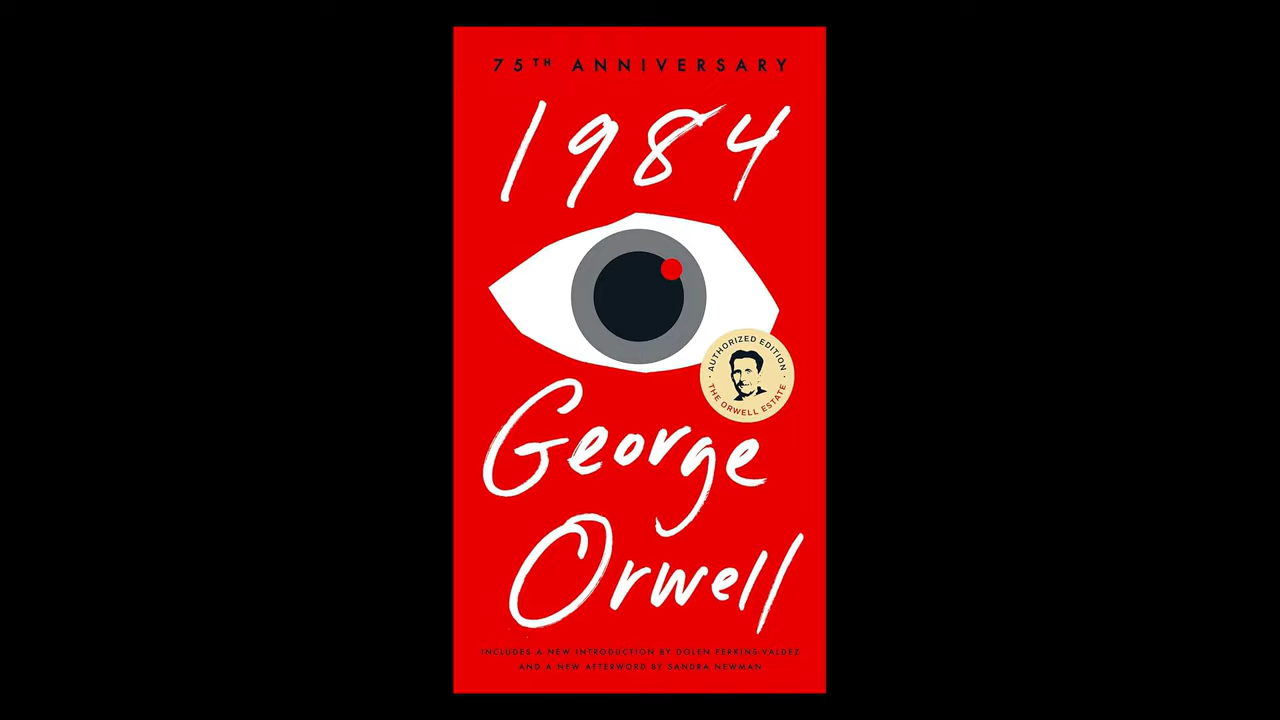 75TH ANNIVERSARY
1984
AUTHORIZED EDITION
THE ORWELL ESTATE
George
Orwell
INCLUDES A NEW INTRODUCTION BY DOLEN PERKINS-VALDEZ
AND A NEW AFTERWORD BY SANDRA NEWMAN